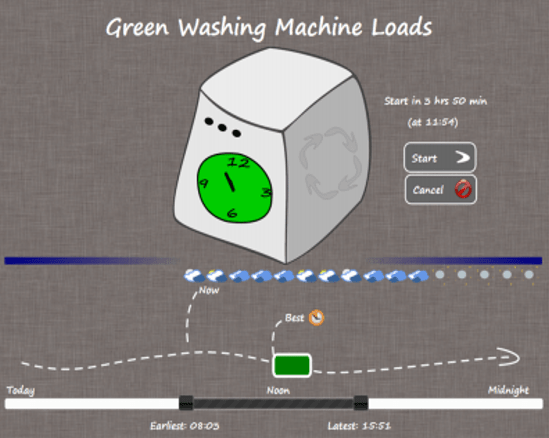 Green Washing Machine Loads
Start in 3 hrs 50 min
(at 11:54)
12
9
3
6
Start
Cancel
Now
Best
Today
Noon
Midnight
Earliest: 08:03
Latest: 15:51